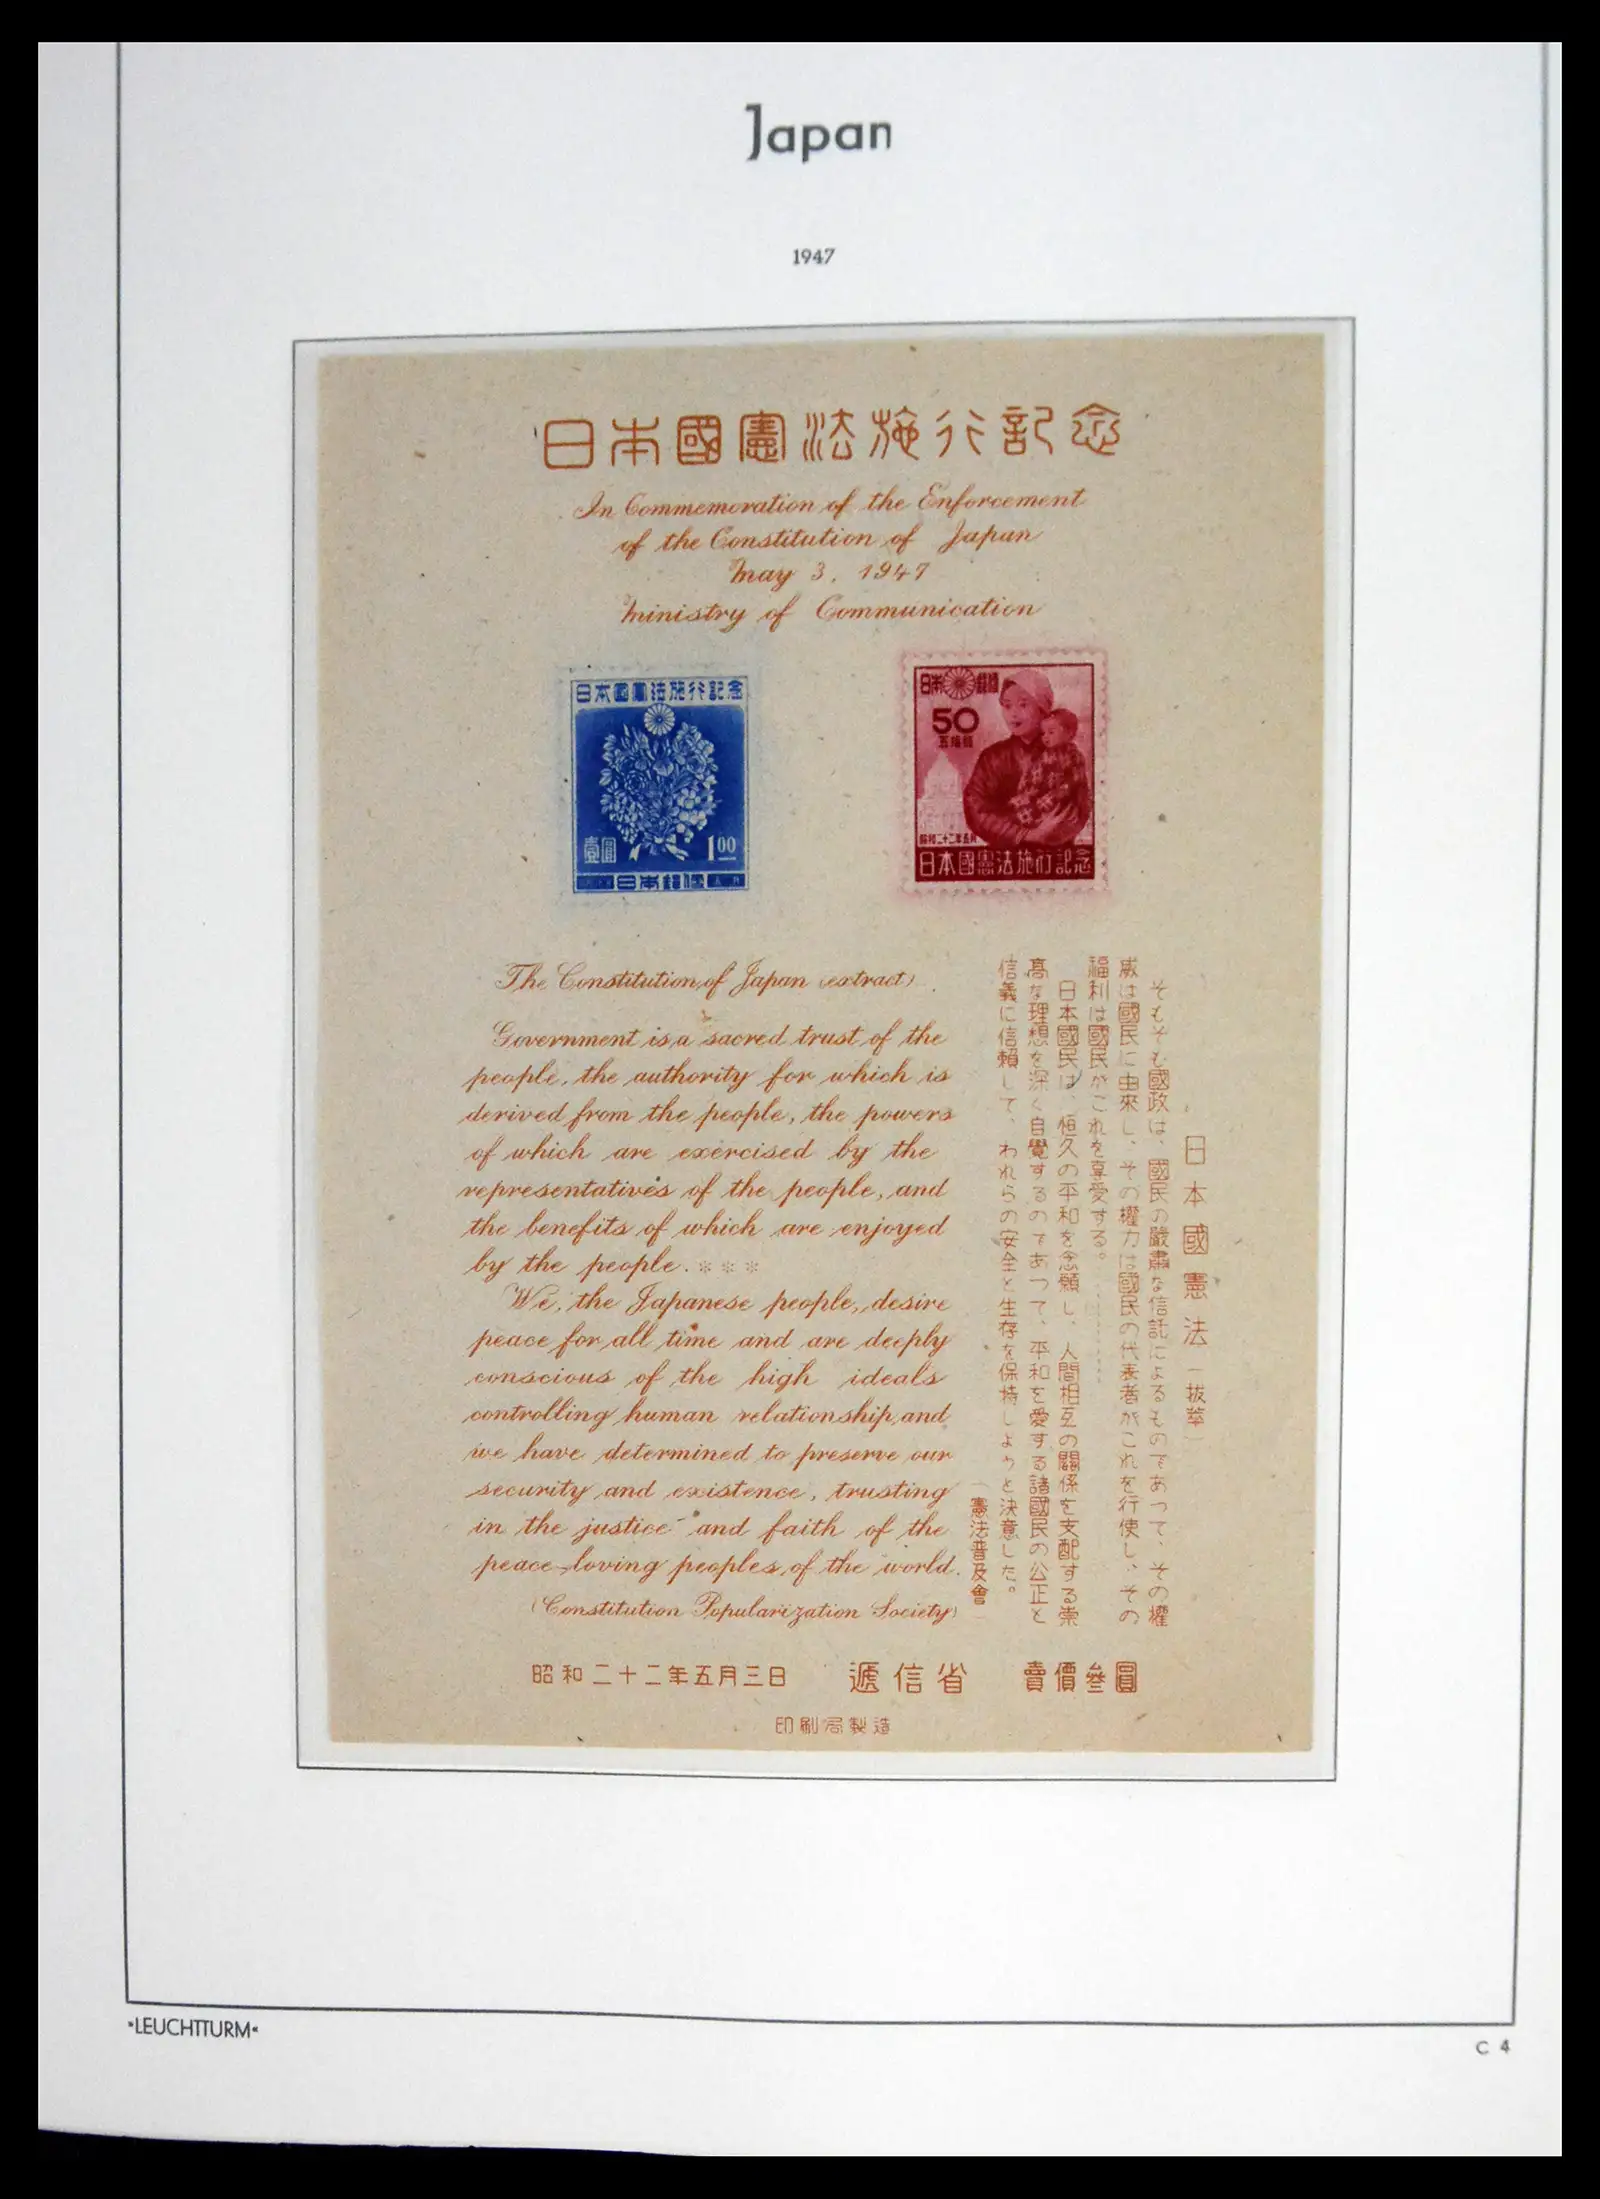 Japan
1947
日本國憲法施行記念
In Commemoration of the Enforcement
of the Constitution of Japan
May 3, 1947
Ministry of Communication
日本國憲法施行記念
壹圓
1.00
日本郵便
日本郵便
50
五拾錢
昭和二十二年五月
日本國憲法施行記念
The Constitution of Japan (extract)
Government is a sacred trust of the
people, the authority for which is
derived from the people, the powers
of which are exercised by the
representatives of the people, and
the benefits of which are enjoyed
by the people. ***
We, the Japanese people, desire
peace for all time and are deeply
conscious of the high ideals
controlling human relationship, and
we have determined to preserve our
security and existence, trusting
in the justice and faith of the
peace-loving peoples, of the world.
(Constitution Popularization Society)
日本國憲法(拔萃)
そもそも國政は、國民の嚴肅な信託によるものであつて、その權
威は國民に由來し、その權力は國民の代表者がこれを行使し、その
福利は國民がこれを享受する。
日本國民は、恒久の平和を念願し、人間相互の關係を支配する崇
高な理想を深く自覺するのであつて、平和を愛する諸國民の公正と
信義に信賴して、われらの安全と生存を保持しようと決意した。
(憲法普及會)
昭和二十二年五月三日 遞信省 賣價參圓
印刷局製造
*LEUCHTTURM*
C 4